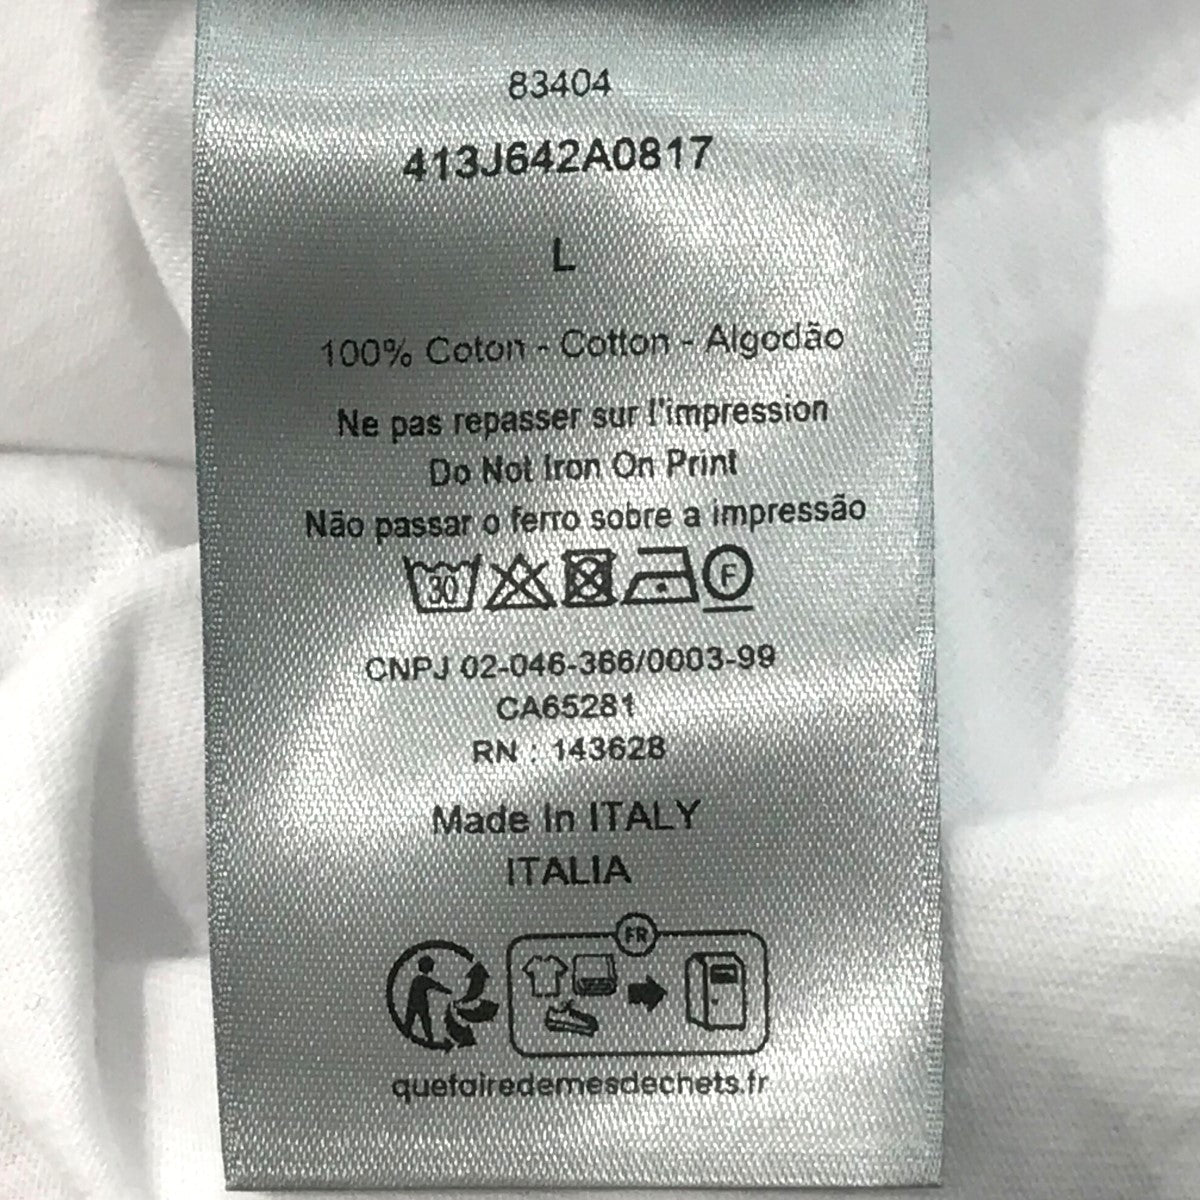 83404
413J642A0817
L
100% Coton - Cotton - Algodão
Ne pas repasser sur l'impression
Do Not Iron On Print
Não passar o ferro sobre a impressão
30 F
CNPJ 02-046-366/0003-99
CA65281
RN : 143628
Made In ITALY
ITALIA
FR
quefairedemesdechets.fr